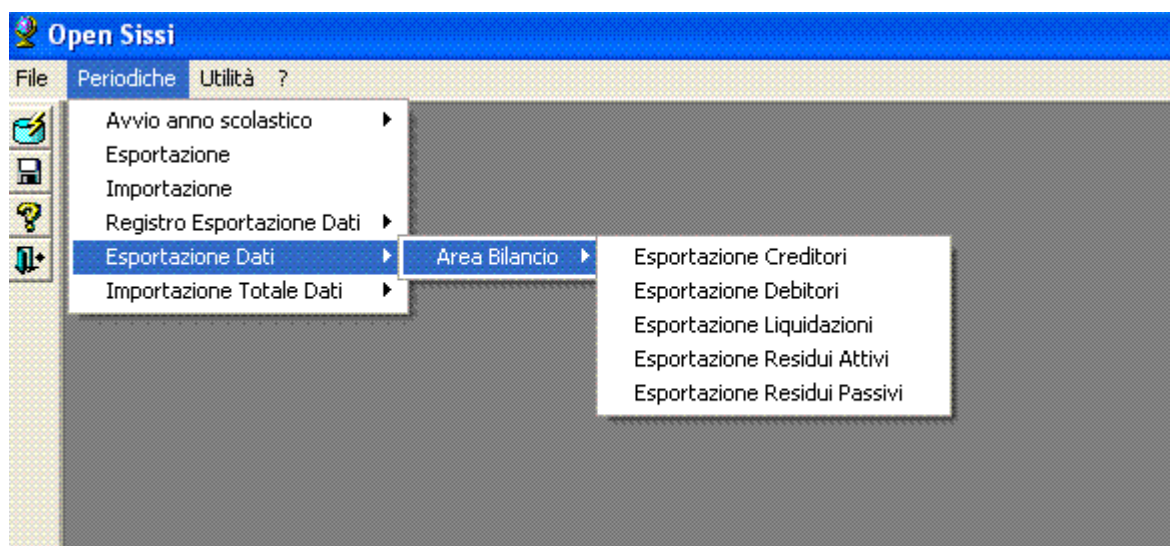 Open Sissi
File Periodiche Utilità ?
Avvio anno scolastico
Esportazione
Importazione
Registro Esportazione Dati
Esportazione Dati
Importazione Totale Dati
Area Bilancio
Esportazione Creditori
Esportazione Debitori
Esportazione Liquidazioni
Esportazione Residui Attivi
Esportazione Residui Passivi